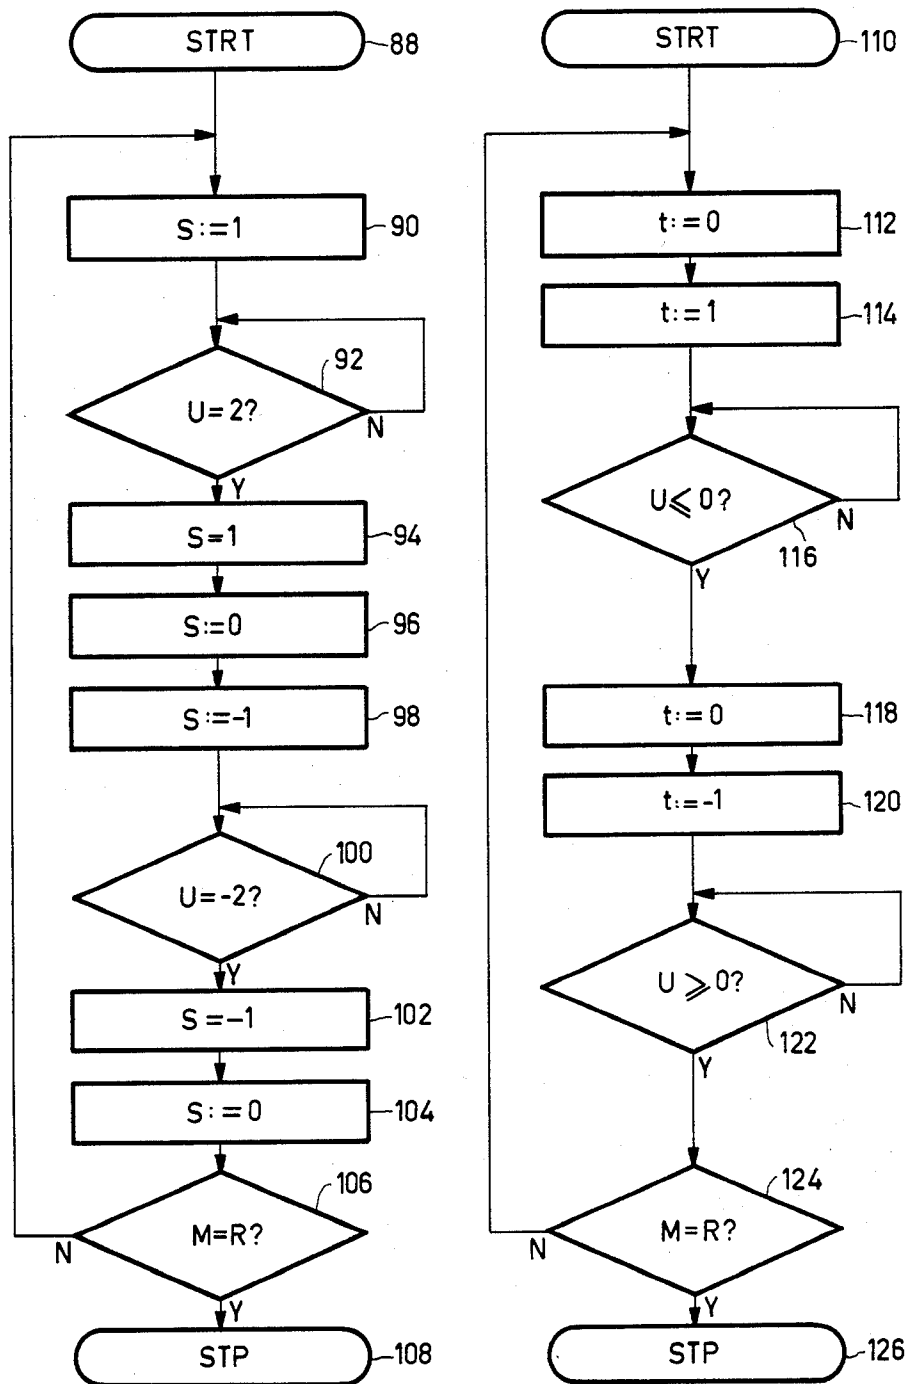 STRT
88
S:=1
90
92
U=2?
N
Y
S=1
94
S:=0
96
S:=-1
98
100
U=-2?
N
Y
S=-1
102
S:=0
104
106
M=R?
N
Y
STP
108
STRT
110
t:=0
112
t:=1
114
U⩽0?
N
116
Y
t:=0
118
t:=-1
120
U⩾0?
N
122
Y
124
M=R?
N
Y
STP
126